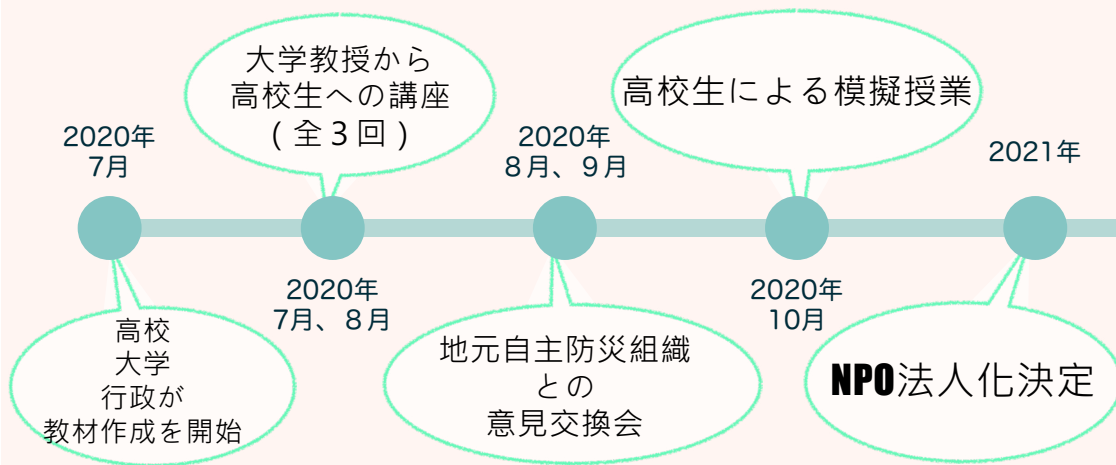 2020年
7月
高校
大学
行政が
教材作成を開始
大学教授から
高校生への講座
(全3回)
2020年
7月、8月
2020年
8月、9月
地元自主防災組織
との
意見交換会
高校生による模擬授業
2020年
10月
2021年
NPO法人化決定